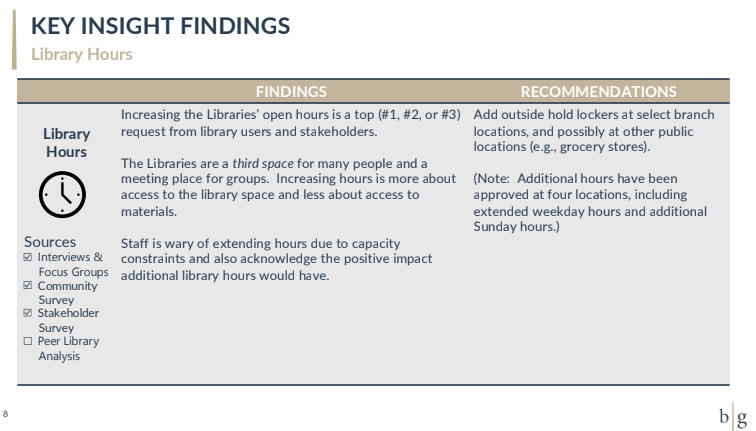 KEY INSIGHT FINDINGS
Library Hours
FINDINGS
RECOMMENDATIONS
Library
Hours
Sources
☑ Interviews &
Focus Groups
☑ Community
Survey
☑ Stakeholder
Survey
☐ Peer Library
Analysis
Increasing the Libraries' open hours is a top (#1, #2, or #3)
request from library users and stakeholders.
The Libraries are a third space for many people and a
meeting place for groups.  Increasing hours is more about
access to the library space and less about access to
materials.
Staff is wary of extending hours due to capacity
constraints and also acknowledge the positive impact
additional library hours would have.
Add outside hold lockers at select branch
locations, and possibly at other public
locations (e.g., grocery stores).
(Note:  Additional hours have been
approved at four locations, including
extended weekday hours and additional
Sunday hours.)
8
b|g